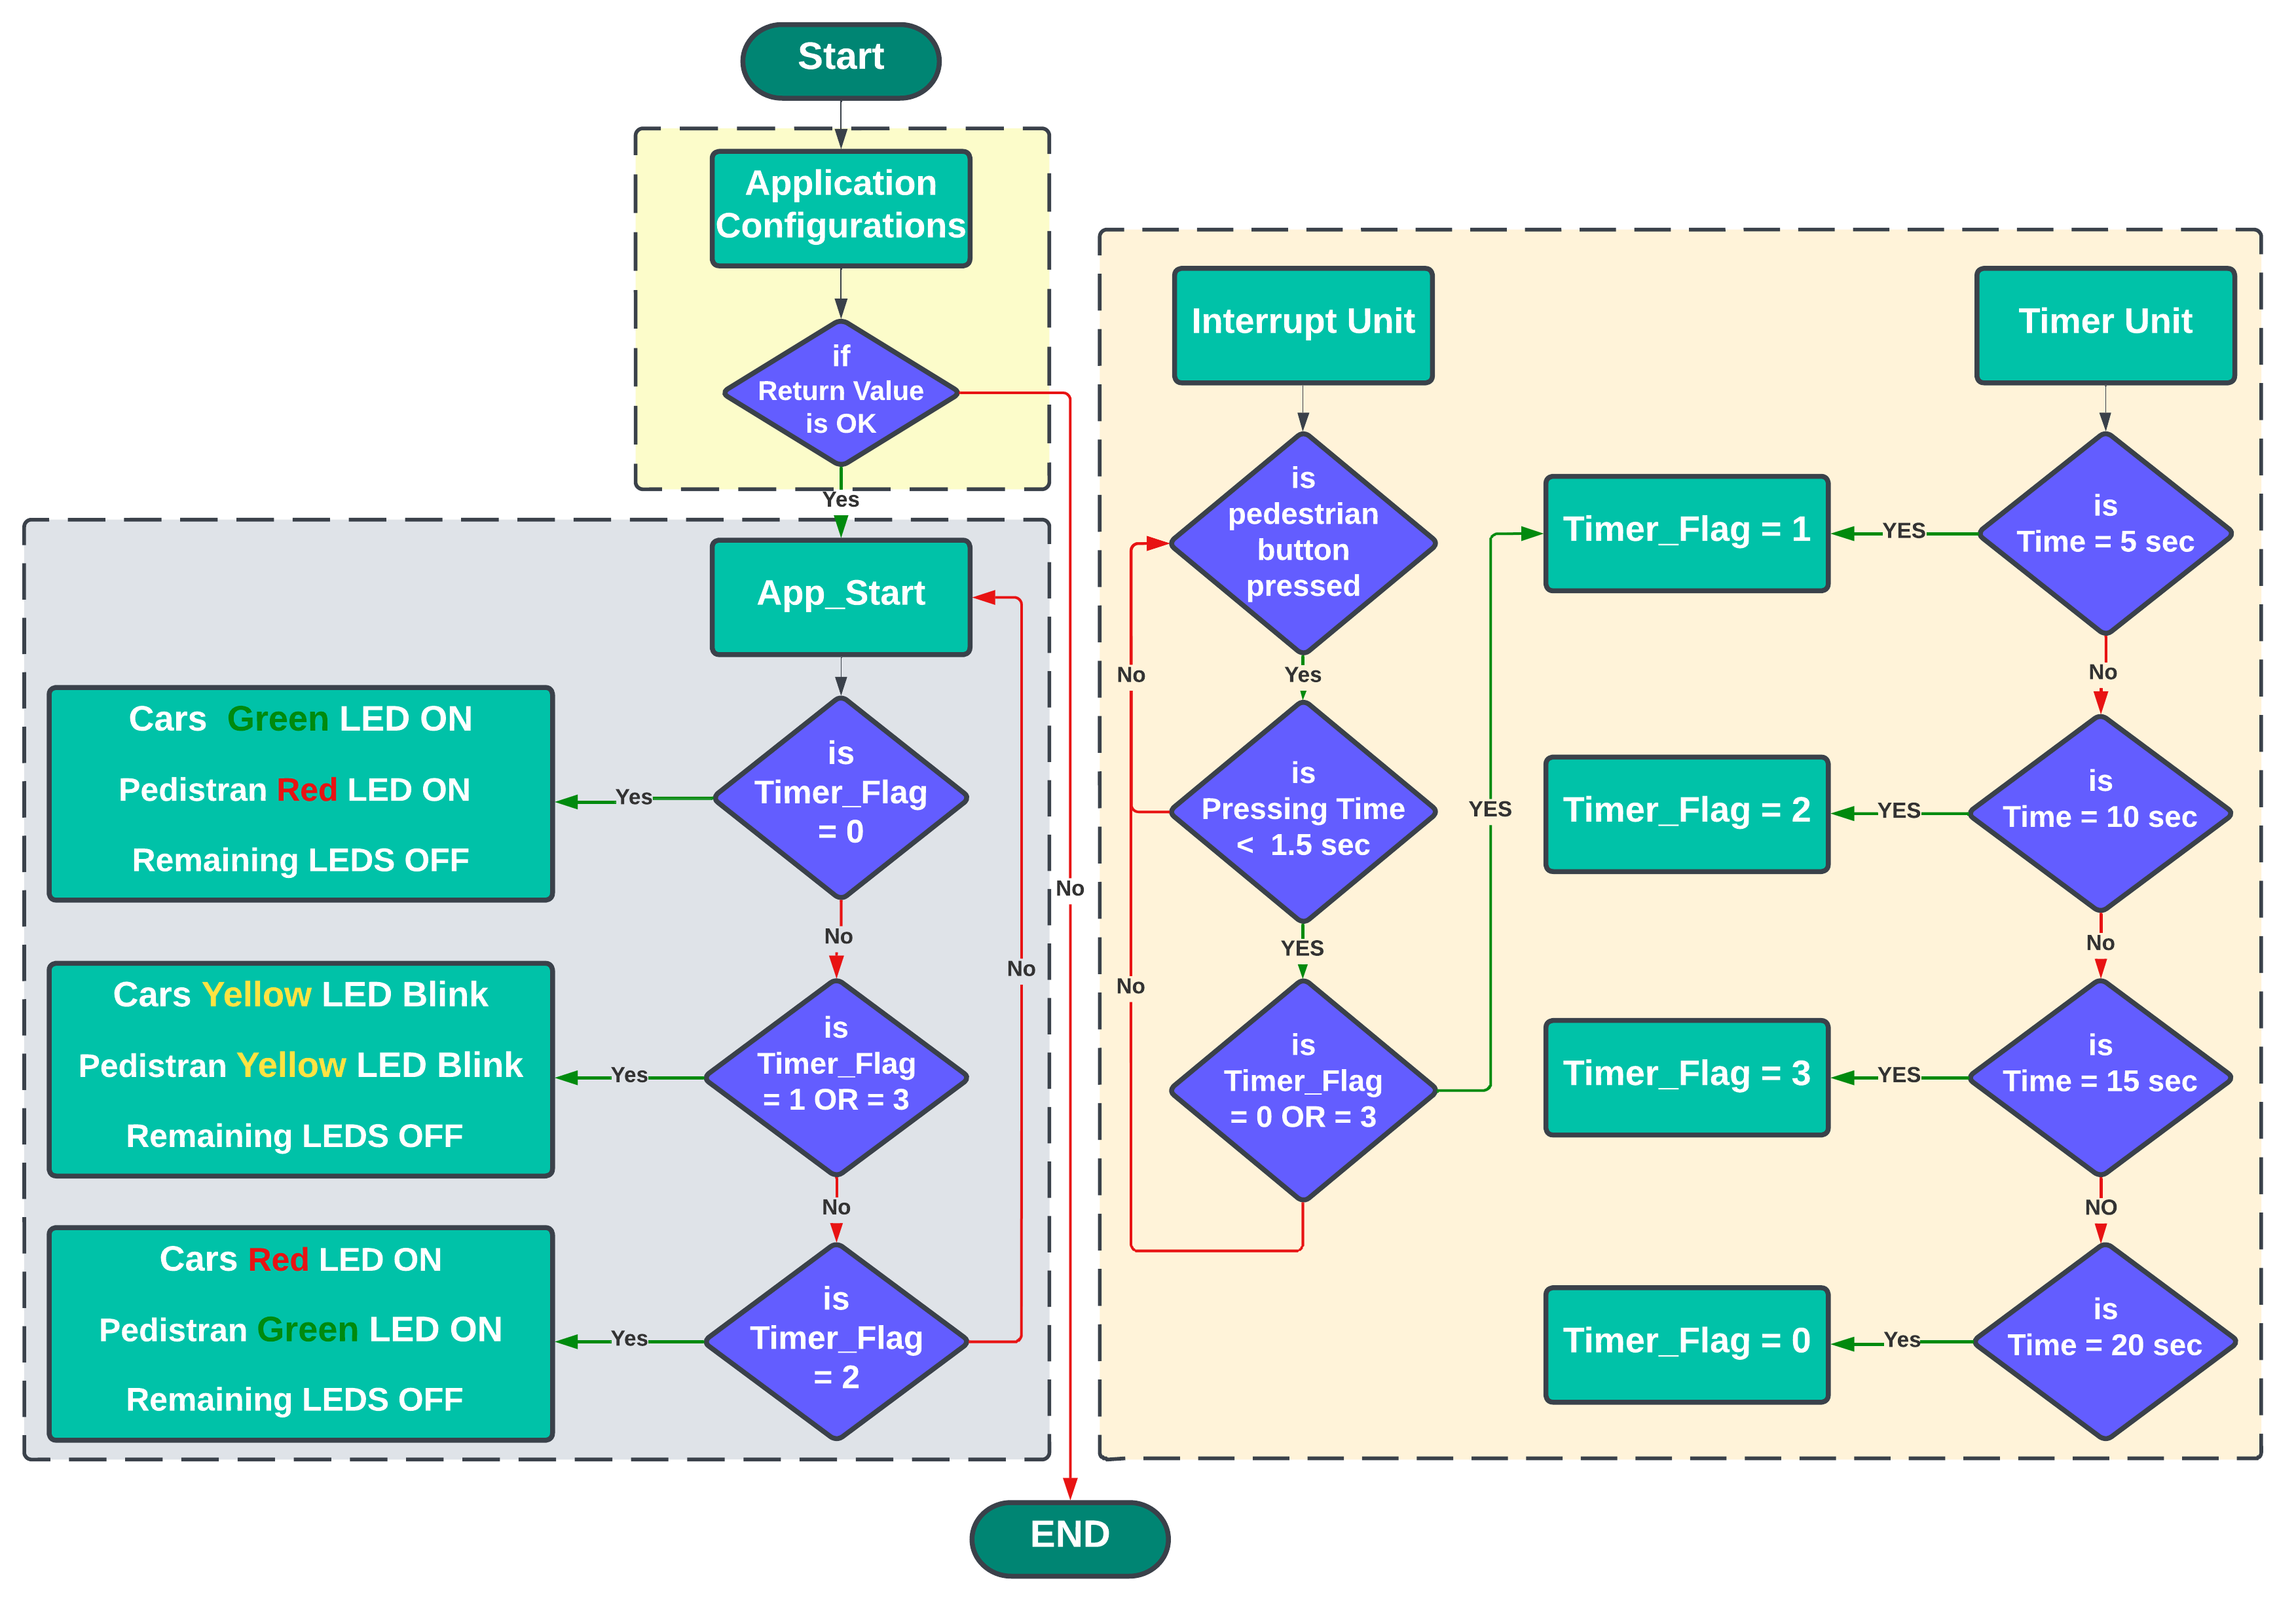 Start
Application
Configurations
if
Return Value
is OK
Yes
No
App_Start
is
Timer_Flag
= 0
Yes
Cars  Green LED ON
Pedistran Red LED ON
Remaining LEDS OFF
No
is
Timer_Flag
= 1 OR = 3
Yes
Cars Yellow LED Blink
Pedistran Yellow LED Blink
Remaining LEDS OFF
No
is
Timer_Flag
= 2
Yes
Cars Red LED ON
Pedistran Green LED ON
Remaining LEDS OFF
No
Interrupt Unit
is
pedestrian
button
pressed
Yes
No
is
Pressing Time
<  1.5 sec
YES
No
is
Timer_Flag
= 0 OR = 3
YES
Timer Unit
is
Time = 5 sec
YES
Timer_Flag = 1
No
is
Time = 10 sec
YES
Timer_Flag = 2
No
is
Time = 15 sec
YES
Timer_Flag = 3
NO
is
Time = 20 sec
Yes
Timer_Flag = 0
END